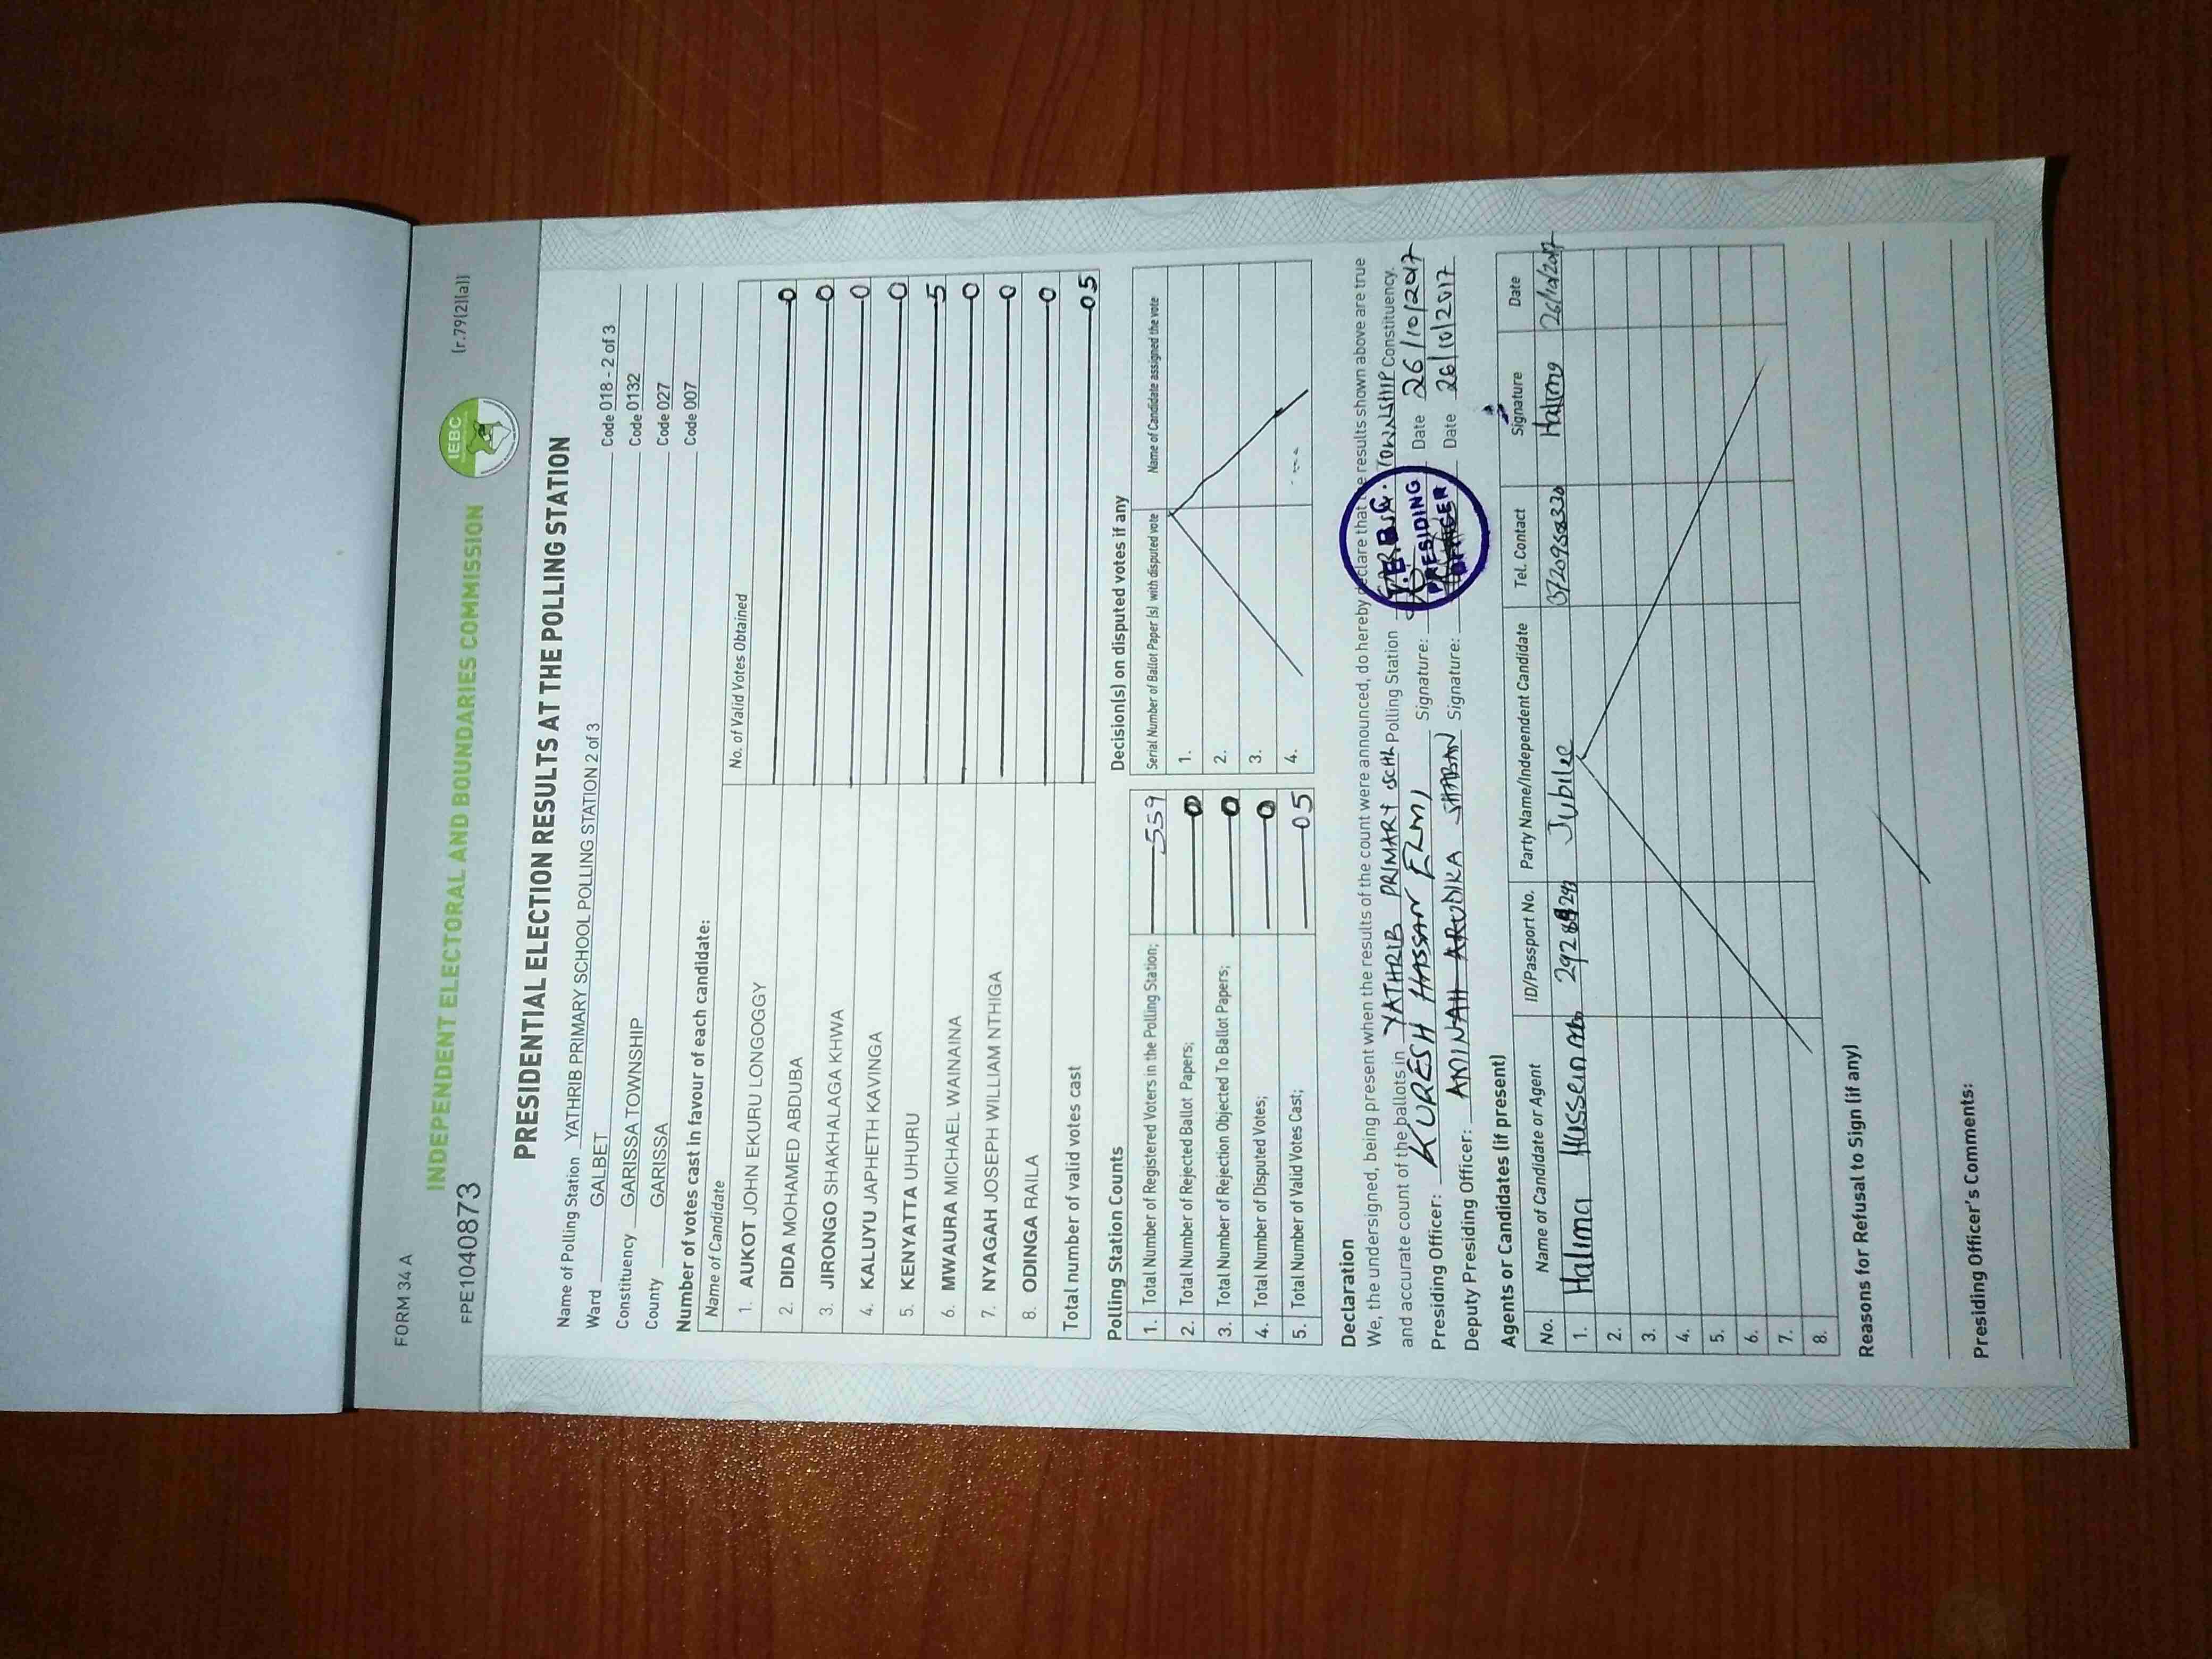 FORM 34 A
(r.79(2)(a))
INDEPENDENT ELECTORAL AND BOUNDARIES COMMISSION
IEBC
FPE1040873
PRESIDENTIAL ELECTION RESULTS AT THE POLLING STATION
Name of Polling Station YATHRIB PRIMARY SCHOOL POLLING STATION 2 of 3 Code 018 - 2 of 3
Ward GALBET Code 0132
Constituency GARISSA TOWNSHIP Code 027
County GARISSA Code 007
Number of votes cast in favour of each candidate:
Name of Candidate No. of Valid Votes Obtained
1. AUKOT JOHN EKURU LONGOGGY 0
2. DIDA MOHAMED ABDUBA 0
3. JIRONGO SHAKHALAGA KHWA 0
4. KALUYU JAPHETH KAVINGA 0
5. KENYATTA UHURU 5
6. MWAURA MICHAEL WAINAINA 0
7. NYAGAH JOSEPH WILLIAM NTHIGA 0
8. ODINGA RAILA 0
Total number of valid votes cast 05
Polling Station Counts
1. Total Number of Registered Voters in the Polling Station; 559
2. Total Number of Rejected Ballot Papers; 0
3. Total Number of Rejection Objected To Ballot Papers; 0
4. Total Number of Disputed Votes; 0
5. Total Number of Valid Votes Cast; 05
Decision(s) on disputed votes if any
Serial Number of Ballot Paper (s) with disputed vote Name of Candidate assigned the vote
1.
2.
3.
4.
Declaration
We, the undersigned, being present when the results of the count were announced, do hereby declare that the results shown above are true
and accurate count of the ballots in YATHRIB PRIMARY SCHL Polling Station TOWNSHIP Constituency.
Presiding Officer: KURESH HASSAN ELMI Signature: Date 26/10/2017
Deputy Presiding Officer: AMINAH ARUDIKA SHABAN Signature: Date 26/10/2017
I.E.B.C.
PRESIDING
OFFICER
Agents or Candidates (if present)
No. Name of Candidate or Agent ID/Passport No. Party Name/Independent Candidate Tel. Contact Signature Date
1. Halima Hussein Jubilee Halima 26/10/2017
2.
3.
4.
5.
6.
7.
8.
Reasons for Refusal to Sign (if any)
Presiding Officer's Comments: